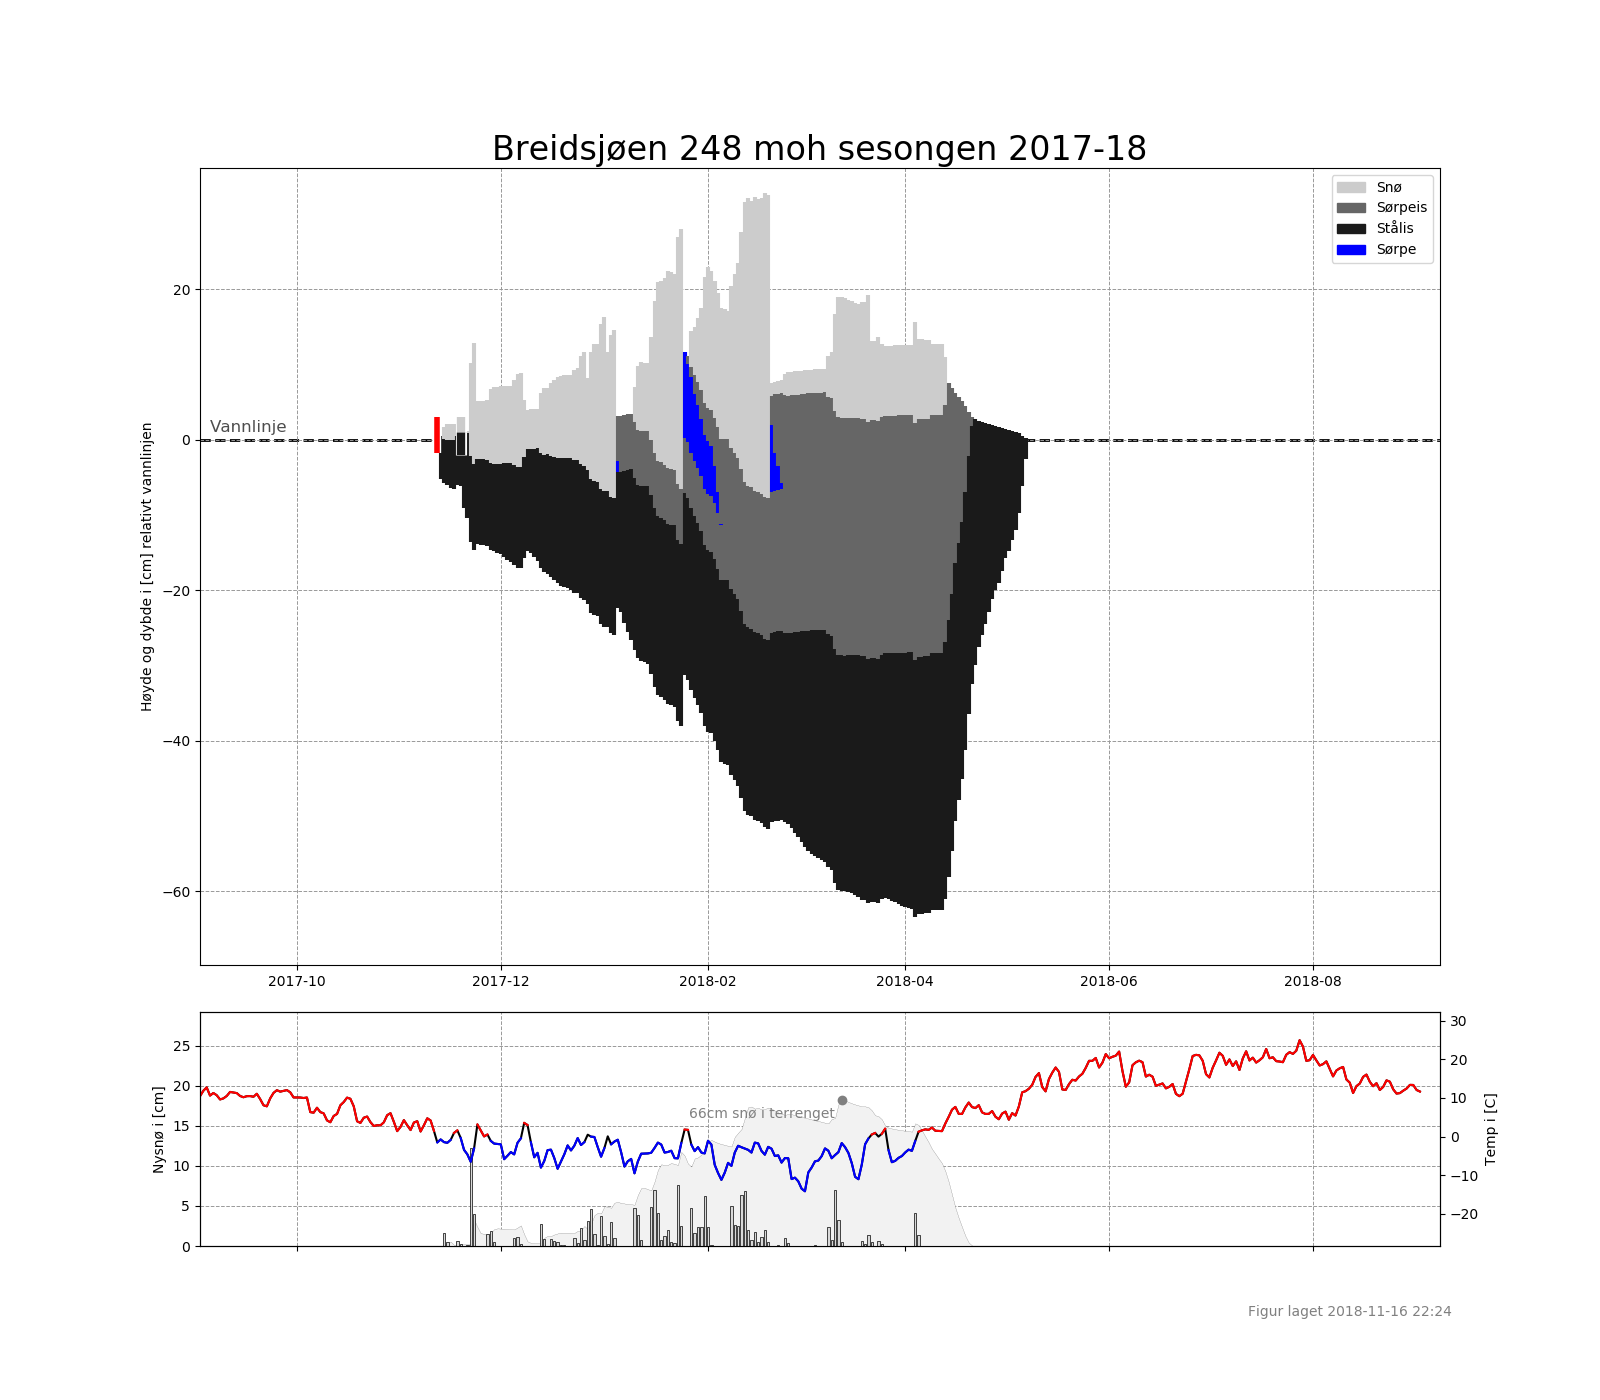 Breidsjøen 248 moh sesongen 2017-18
Snø
Sørpeis
Stålis
Sørpe
Vannlinje
Høyde og dybde i [cm] relativt vannlinjen
20
0
−20
−40
−60
2017-10
2017-12
2018-02
2018-04
2018-06
2018-08
Nysnø i [cm]
25
20
15
10
5
0
66cm snø i terrenget
30
20
10
0
−10
−20
Temp i [C]
Figur laget 2018-11-16 22:24